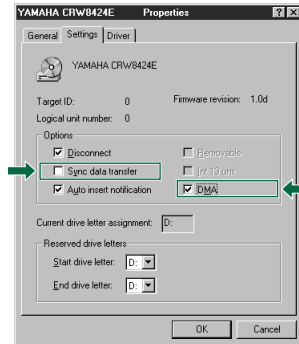 YAMAHA CRW8424E Properties
General Settings Driver
YAMAHA CRW8424E
Target ID: 0 Firmware revision: 1.0d
Logical unit number: 0
Options
Disconnect Removable
Sync data transfer Int 13 unit
Auto insert notification DMA
Current drive letter assignment: D:
Reserved drive letters
Start drive letter: D:
End drive letter: D:
OK Cancel